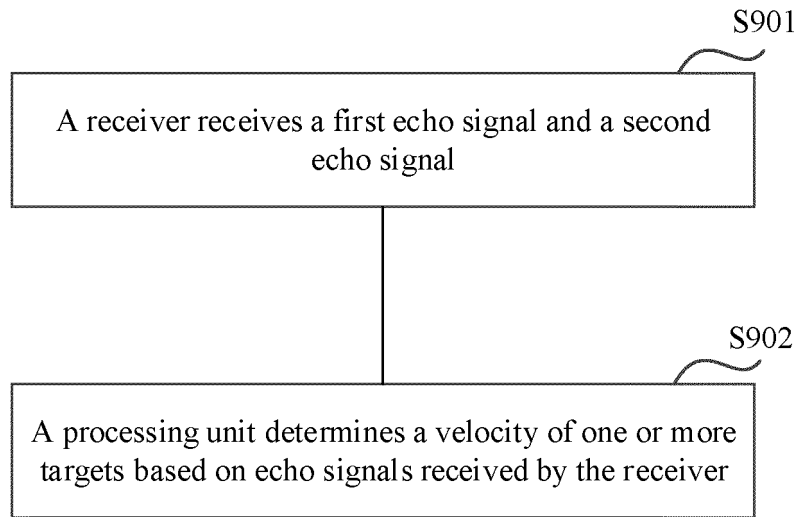 S901
A receiver receives a first echo signal and a second
echo signal
S902
A processing unit determines a velocity of one or more
targets based on echo signals received by the receiver